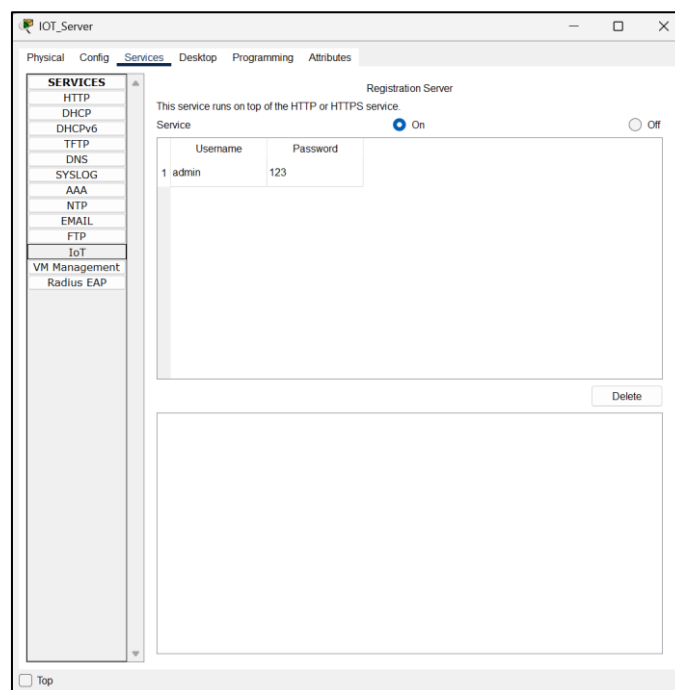 IOT_Server
Physical Config Services Desktop Programming Attributes
SERVICES
HTTP
DHCP
DHCPv6
TFTP
DNS
SYSLOG
AAA
NTP
EMAIL
FTP
IoT
VM Management
Radius EAP
Registration Server
This service runs on top of the HTTP or HTTPS service.
Service On Off
Username Password
1 admin 123
Delete
Top